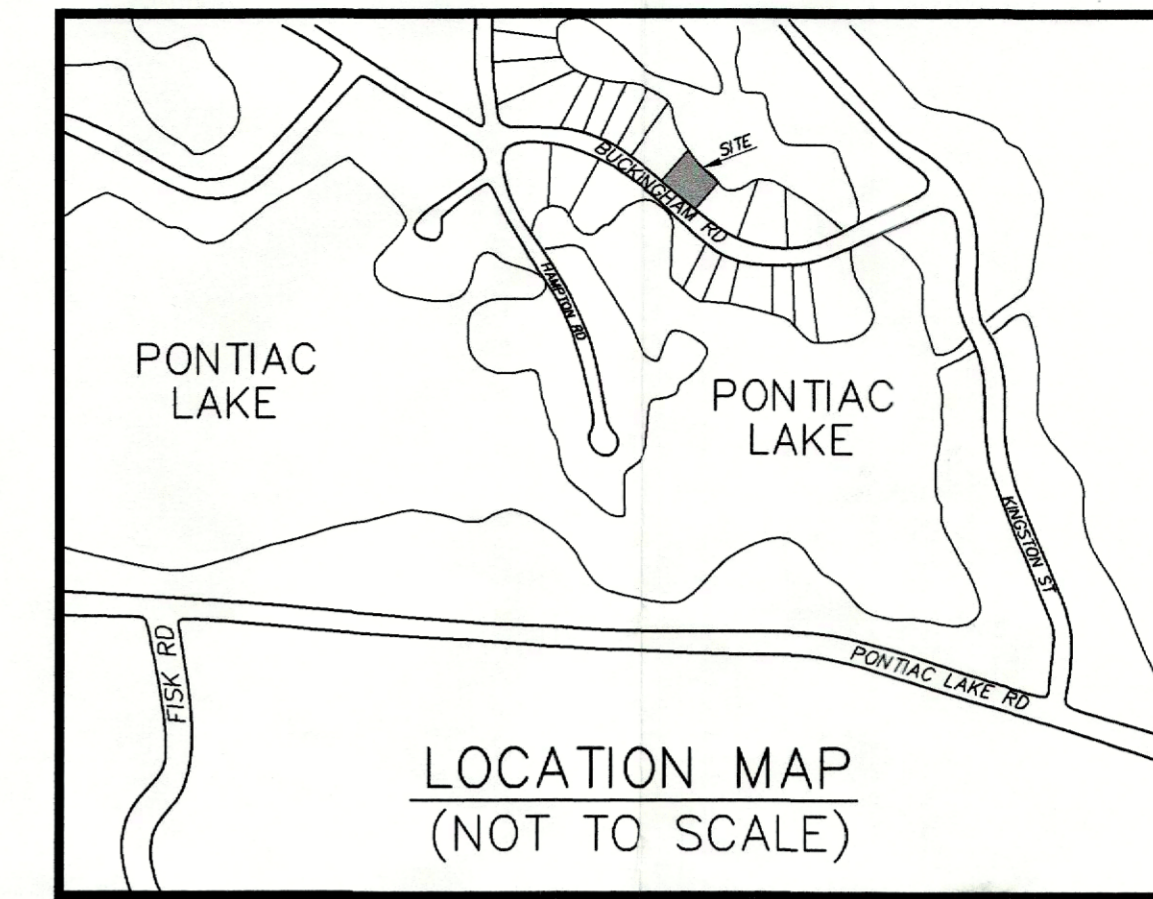 SITE
BUCKINGHAM RD
HAMPTON RD
PONTIAC
LAKE
PONTIAC
LAKE
KINGSTON ST
FISK RD
PONTIAC LAKE RD
LOCATION MAP
(NOT TO SCALE)